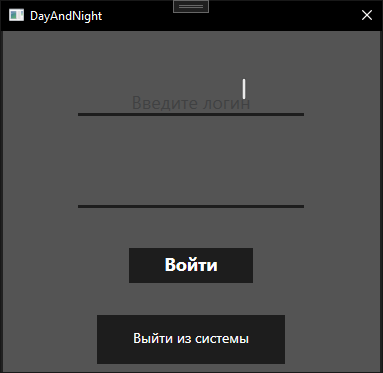 DayAndNight
Введите логин
Войти
Выйти из системы